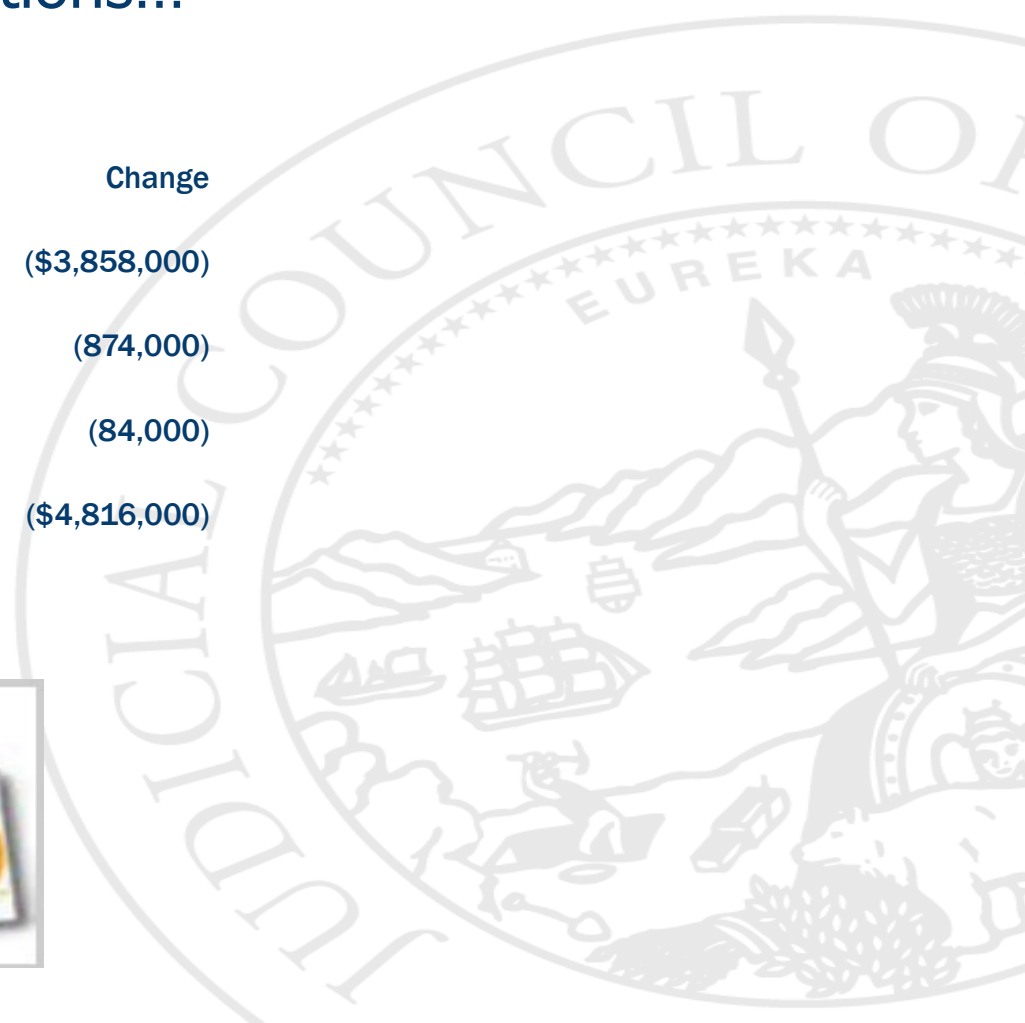 Change
($3,858,000)
(874,000)
(84,000)
($4,816,000)
JUDICIAL COUNCIL OF
EUREKA